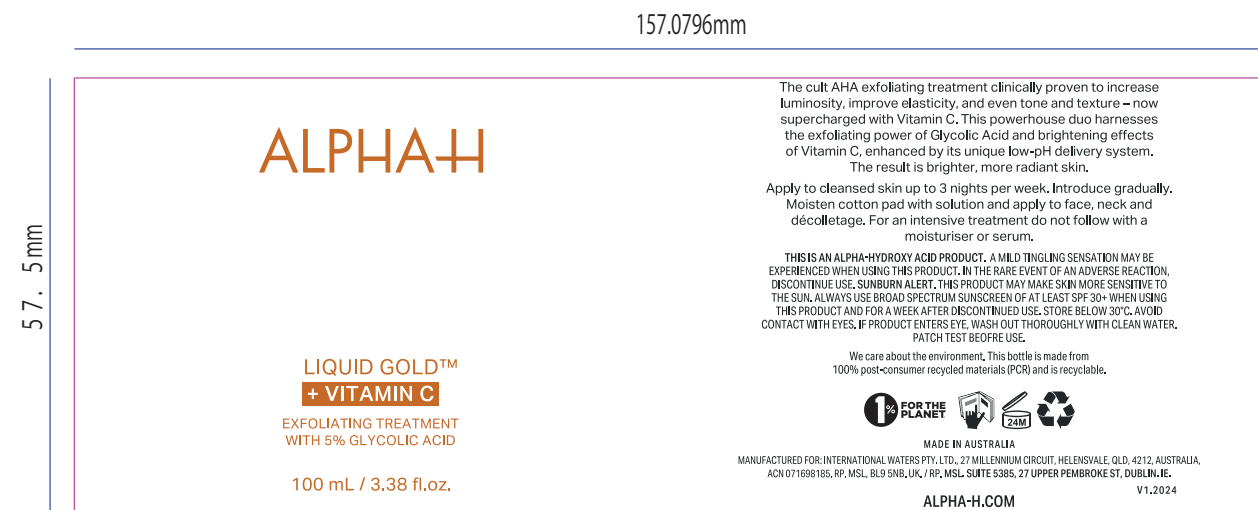 157.0796mm
57. 5mm
ALPHA-H
LIQUID GOLD™
+ VITAMIN C
EXFOLIATING TREATMENT
WITH 5% GLYCOLIC ACID
100 mL / 3.38 fl.oz.
The cult AHA exfoliating treatment clinically proven to increase
luminosity, improve elasticity, and even tone and texture – now
supercharged with Vitamin C. This powerhouse duo harnesses
the exfoliating power of Glycolic Acid and brightening effects
of Vitamin C, enhanced by its unique low-pH delivery system.
The result is brighter, more radiant skin.
Apply to cleansed skin up to 3 nights per week. Introduce gradually.
Moisten cotton pad with solution and apply to face, neck and
décolletage. For an intensive treatment do not follow with a
moisturiser or serum.
THIS IS AN ALPHA-HYDROXY ACID PRODUCT. A MILD TINGLING SENSATION MAY BE
EXPERIENCED WHEN USING THIS PRODUCT. IN THE RARE EVENT OF AN ADVERSE REACTION,
DISCONTINUE USE. SUNBURN ALERT. THIS PRODUCT MAY MAKE SKIN MORE SENSITIVE TO
THE SUN. ALWAYS USE BROAD SPECTRUM SUNSCREEN OF AT LEAST SPF 30+ WHEN USING
THIS PRODUCT AND FOR A WEEK AFTER DISCONTINUED USE. STORE BELOW 30°C. AVOID
CONTACT WITH EYES. IF PRODUCT ENTERS EYE, WASH OUT THOROUGHLY WITH CLEAN WATER.
PATCH TEST BEOFRE USE.
We care about the environment. This bottle is made from
100% post-consumer recycled materials (PCR) and is recyclable.
1% FOR THE
PLANET
24M
MADE IN AUSTRALIA
MANUFACTURED FOR: INTERNATIONAL WATERS PTY. LTD., 27 MILLENNIUM CIRCUIT, HELENSVALE, QLD, 4212, AUSTRALIA,
ACN 071698185. RP, MSL, BL9 5NB. UK. / RP. MSL. SUITE 5385, 27 UPPER PEMBROKE ST, DUBLIN. IE.
V1.2024
ALPHA-H.COM